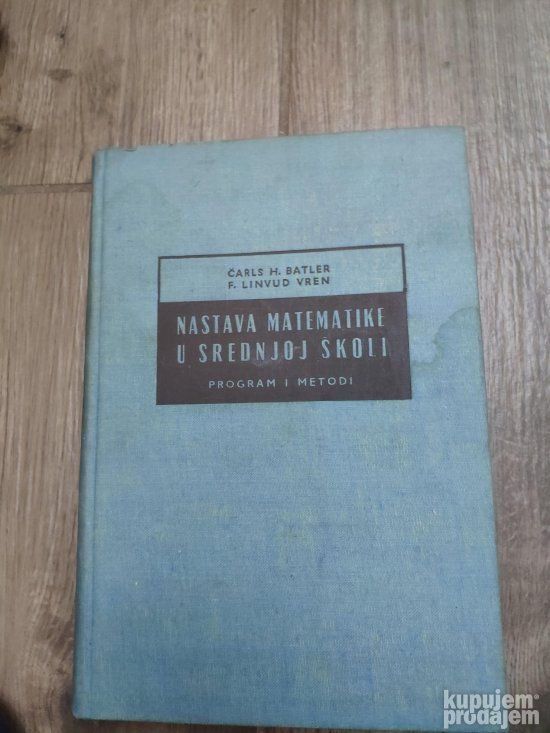 ČARLS H. BATLER
F. LINVUD VREN
NASTAVA MATEMATIKE
U SREDNJOJ ŠKOLI
PROGRAM I METODI
kupujem
prodajem